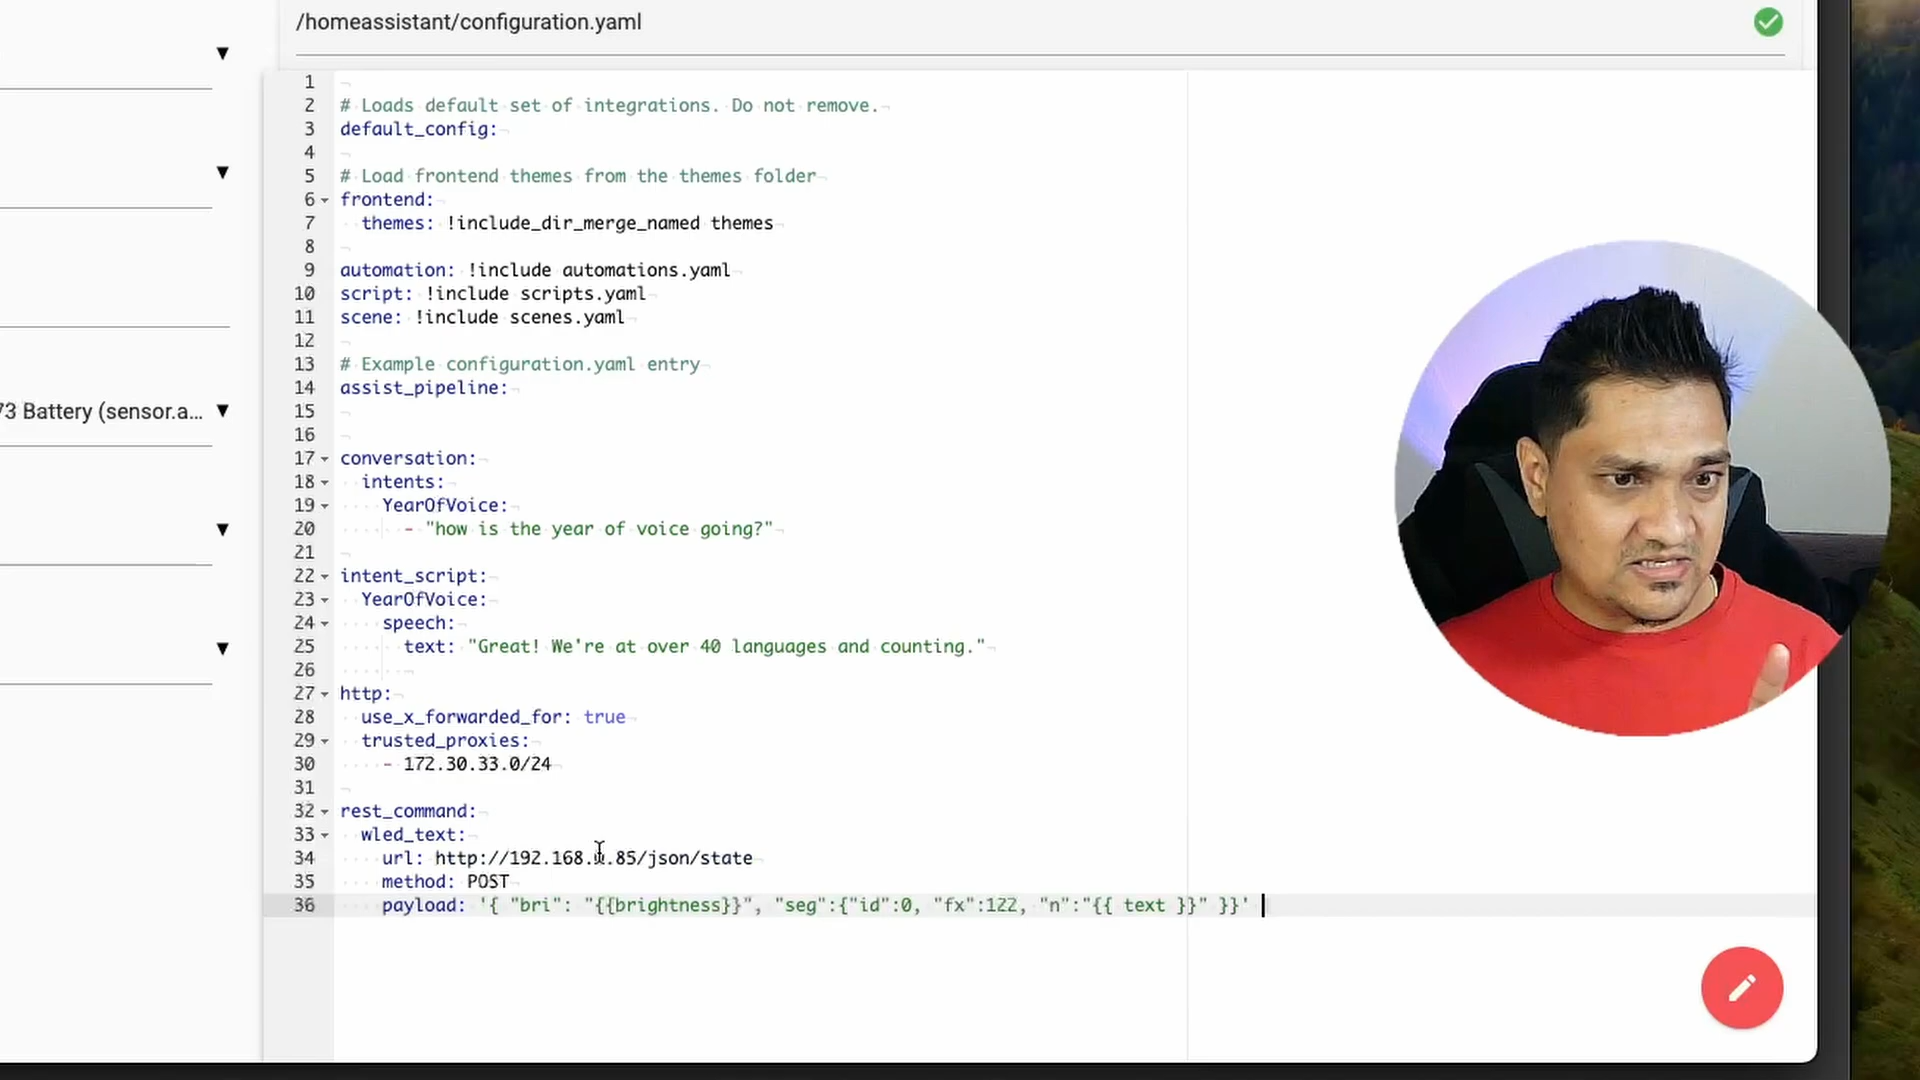 /homeassistant/configuration.yaml
1
2 # Loads default set of integrations. Do not remove.
3 default_config:
4
5 # Load frontend themes from the themes folder
6 frontend:
7 themes: !include_dir_merge_named themes
8
9 automation: !include automations.yaml
10 script: !include scripts.yaml
11 scene: !include scenes.yaml
12
13 # Example configuration.yaml entry
14 assist_pipeline:
15
73 Battery (sensor.a...
16
17 conversation:
18 intents:
19 YearOfVoice:
20 - "how is the year of voice going?"
21
22 intent_script:
23 YearOfVoice:
24 speech:
25 text: "Great! We're at over 40 languages and counting."
26
27 http:
28 use_x_forwarded_for: true
29 trusted_proxies:
30 - 172.30.33.0/24
31
32 rest_command:
33 wled_text:
34 url:
35 method: POST
36 payload: '{ "bri": "{{brightness}}", "seg":{"id":0, "fx":122, "n":"{{ text }}" }}'